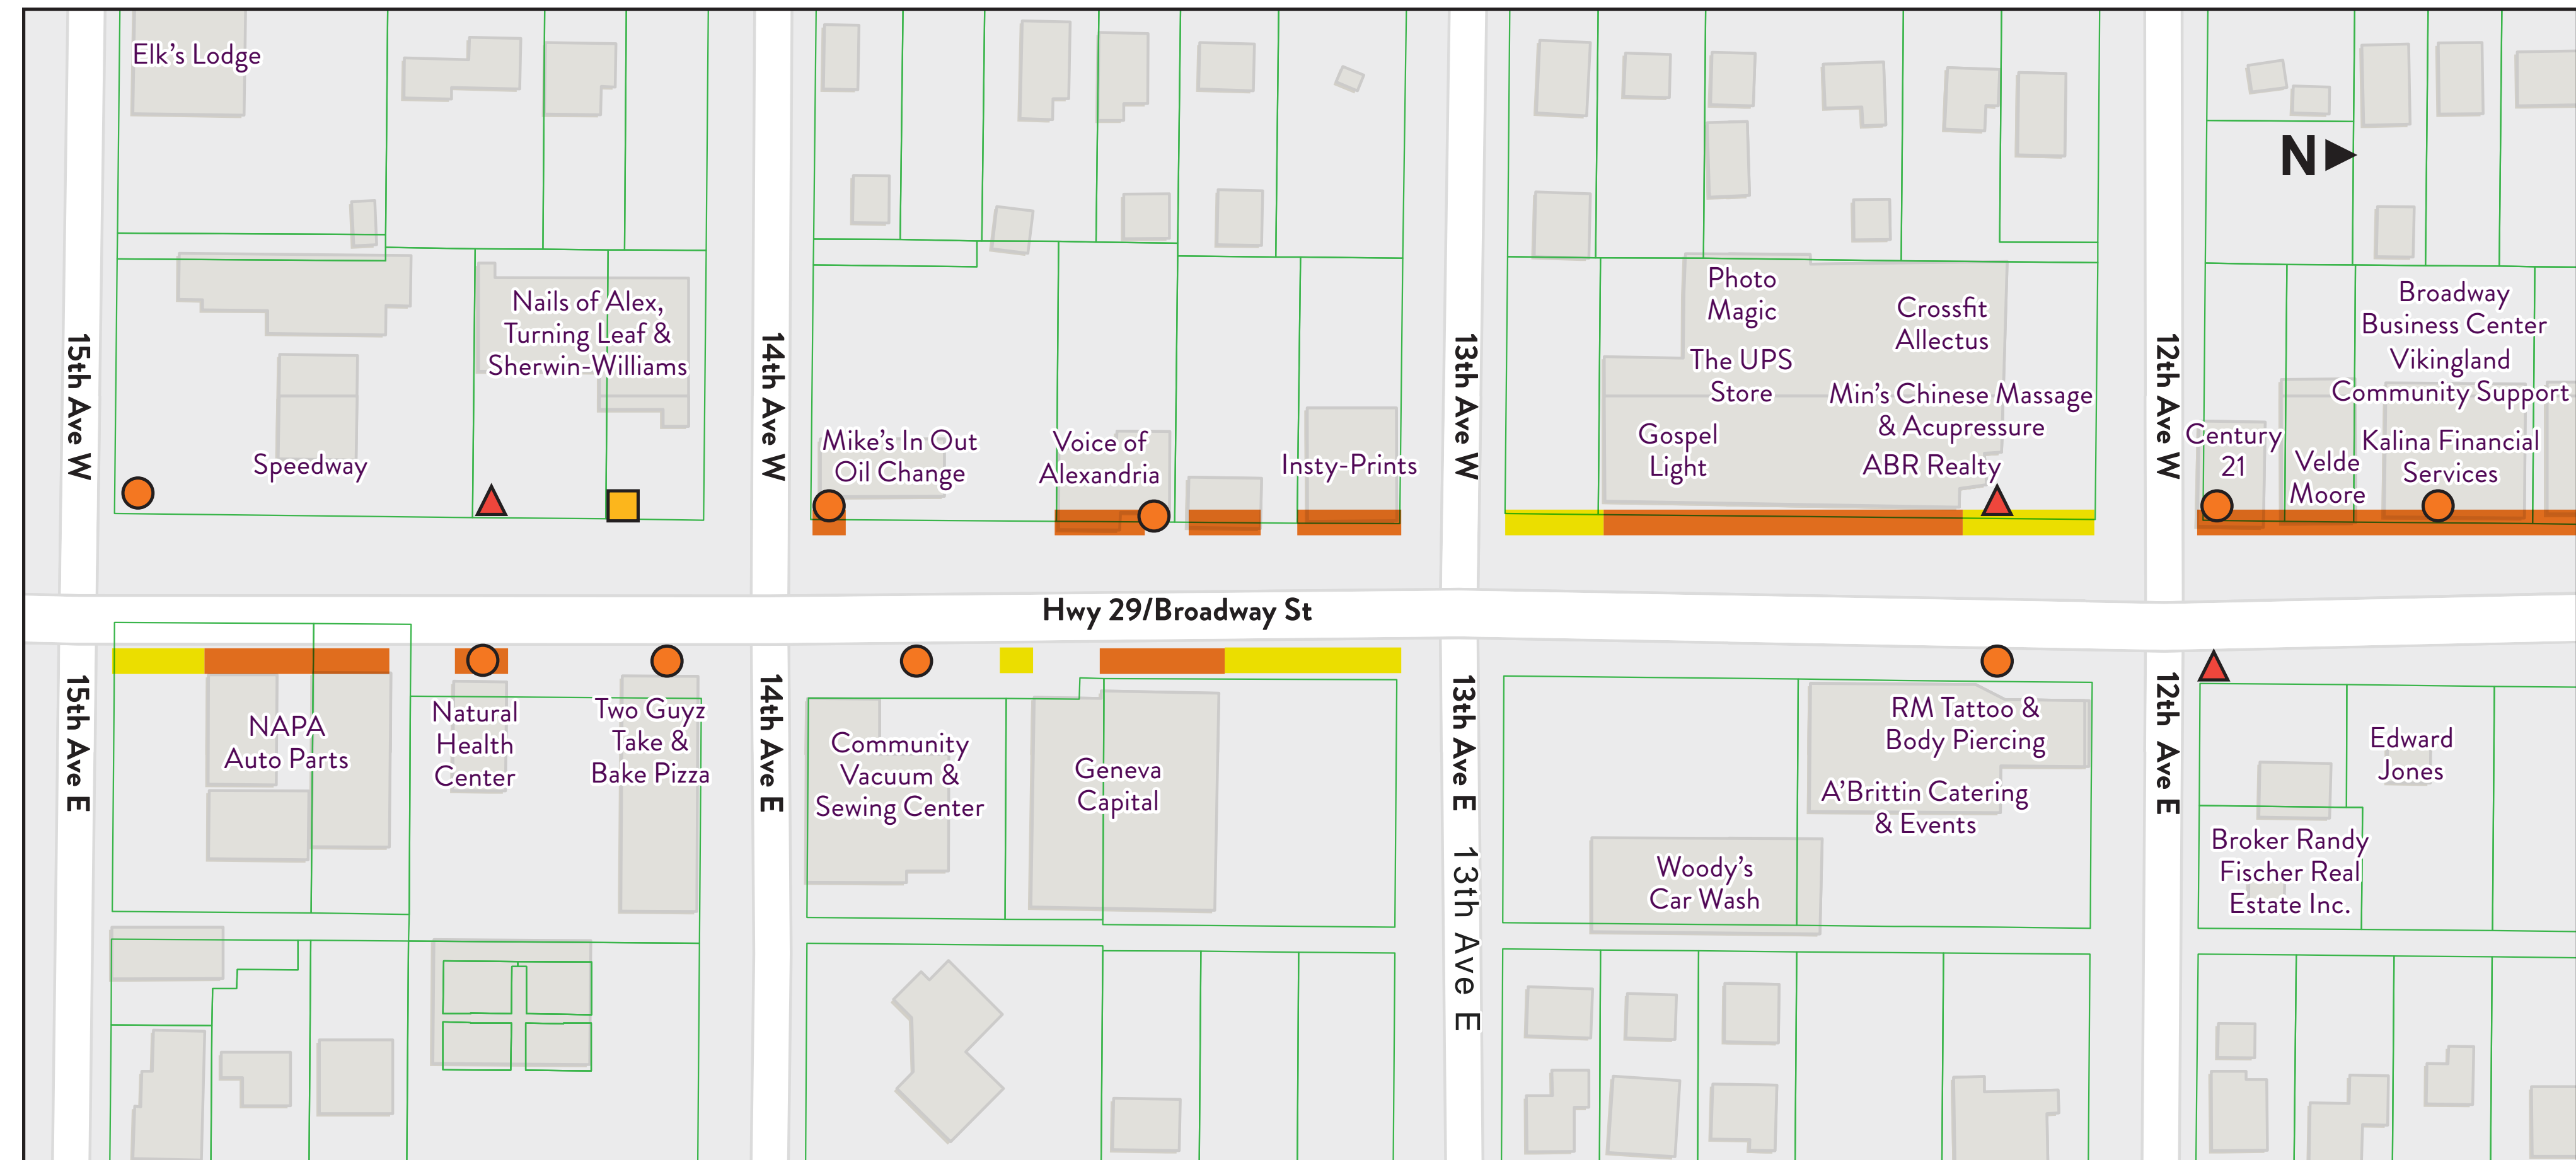 Elk's Lodge
N
15th Ave W
Speedway
Nails of Alex,
Turning Leaf &
Sherwin-Williams
14th Ave W
Mike's In Out
Oil Change
Voice of
Alexandria
Insty-Prints
13th Ave W
Photo
Magic
The UPS
Store
Gospel
Light
Crossfit
Allectus
Min's Chinese Massage
& Acupressure
ABR Realty
12th Ave W
Century
21
Velde
Moore
Broadway
Business Center
Vikingland
Community Support
Kalina Financial
Services
Hwy 29/Broadway St
15th Ave E
NAPA
Auto Parts
Natural
Health
Center
Two Guyz
Take &
Bake Pizza
14th Ave E
Community
Vacuum &
Sewing Center
Geneva
Capital
13th Ave E
13th Ave E
Woody's
Car Wash
RM Tattoo &
Body Piercing
A'Brittin Catering
& Events
12th Ave E
Edward
Jones
Broker Randy
Fischer Real
Estate Inc.